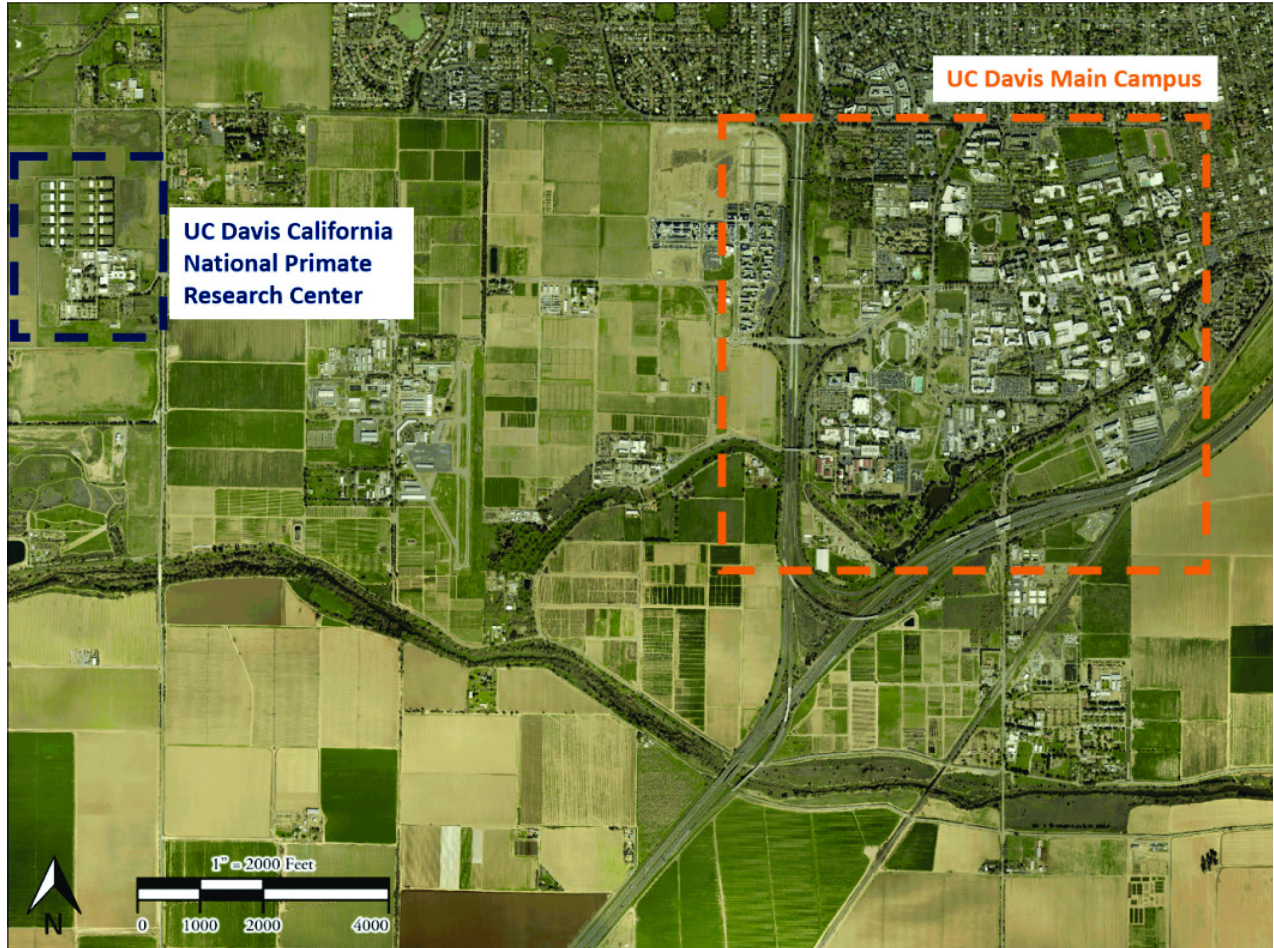 UC Davis Main Campus
UC Davis California
National Primate
Research Center
1" = 2000 Feet
0 1000 2000 4000
N